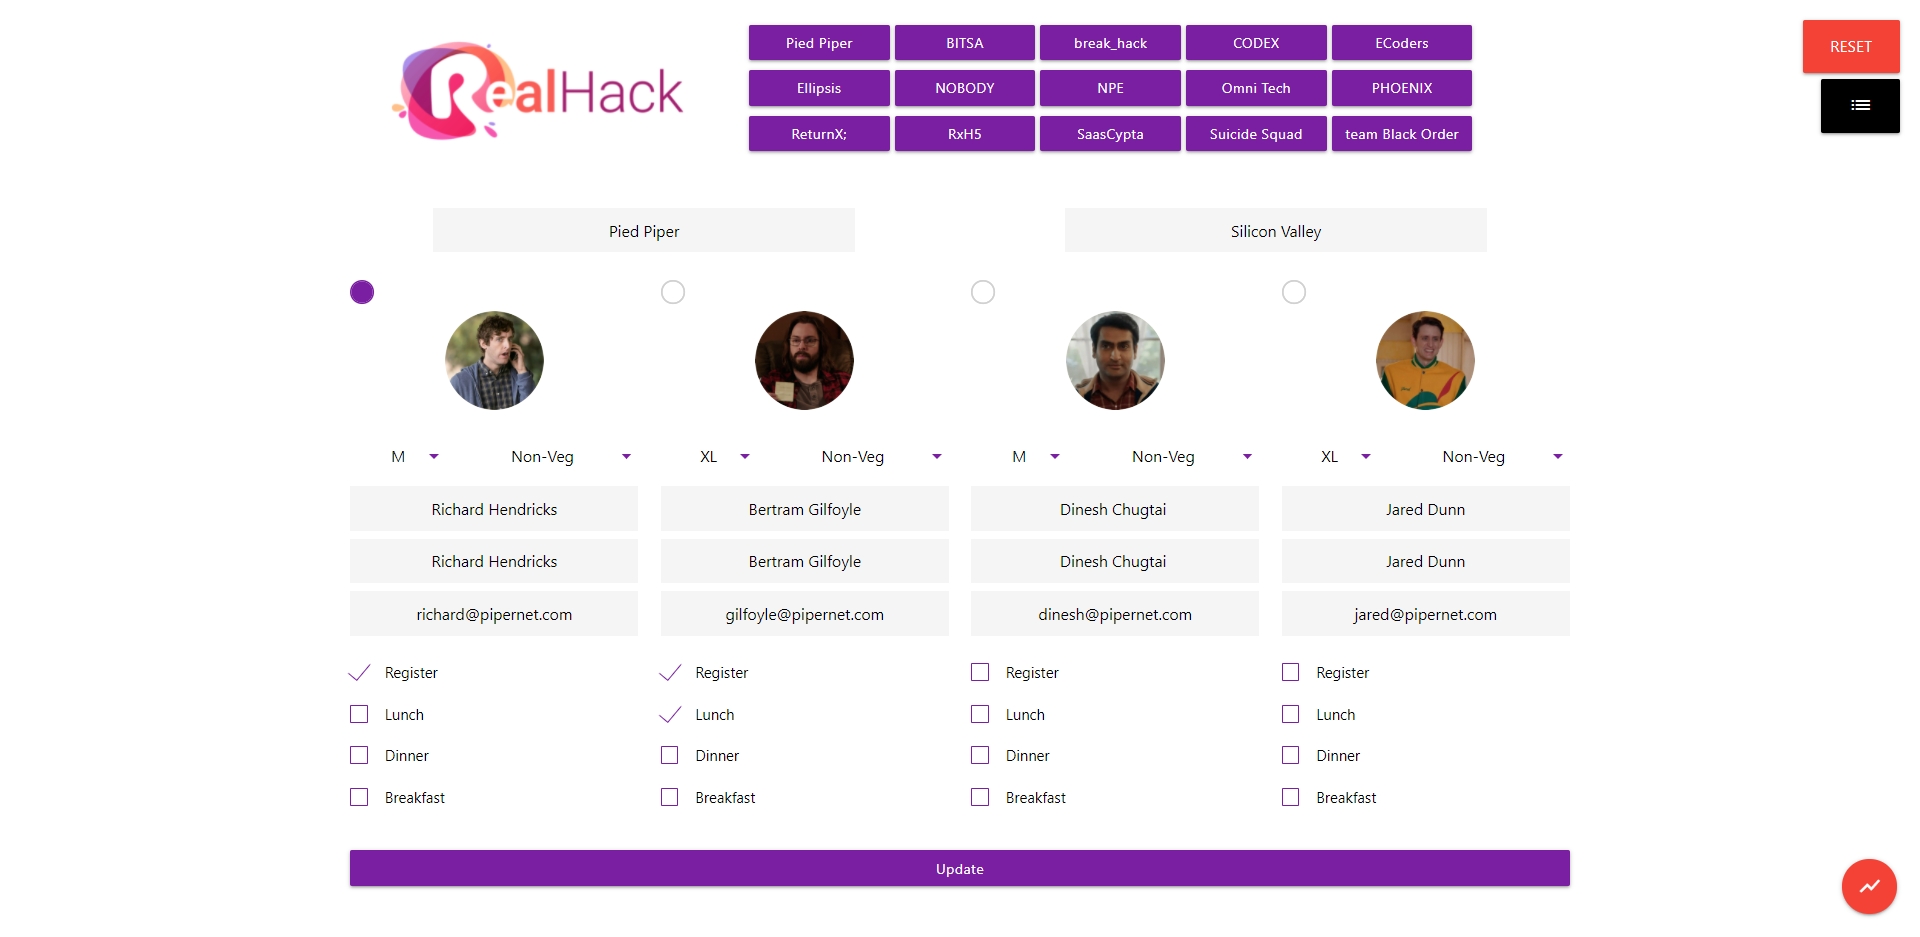 RealHack
Pied Piper BITSA break_hack CODEX ECoders
Ellipsis NOBODY NPE Omni Tech PHOENIX
ReturnX; RxH5 SaasCypta Suicide Squad team Black Order
RESET
Pied Piper Silicon Valley
M Non-Veg XL Non-Veg M Non-Veg XL Non-Veg
Richard Hendricks Bertram Gilfoyle Dinesh Chugtai Jared Dunn
Richard Hendricks Bertram Gilfoyle Dinesh Chugtai Jared Dunn
richard@pipernet.com gilfoyle@pipernet.com dinesh@pipernet.com jared@pipernet.com
Register Register Register Register
Lunch Lunch Lunch Lunch
Dinner Dinner Dinner Dinner
Breakfast Breakfast Breakfast Breakfast
Update